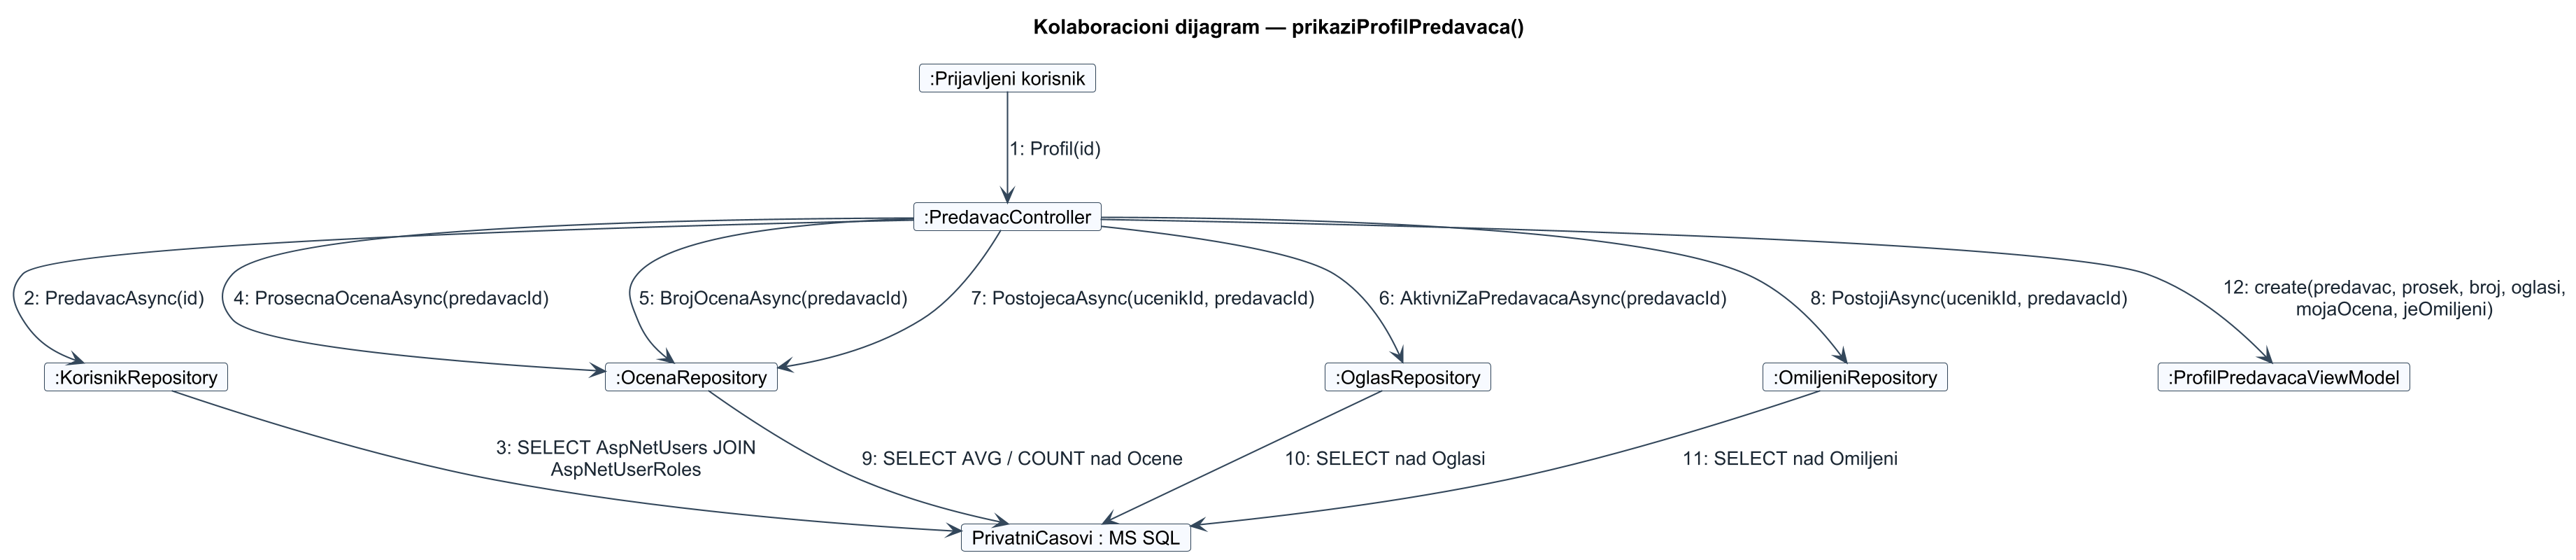 Kolaboracioni dijagram — prikaziProfilPredavaca()
:Prijavljeni korisnik
1: Profil(id)
:PredavacController
2: PredavacAsync(id)
4: ProsecnaOcenaAsync(predavacId)
5: BrojOcenaAsync(predavacId)
7: PostojecaAsync(ucenikId, predavacId)
6: AktivniZaPredavacaAsync(predavacId)
8: PostojiAsync(ucenikId, predavacId)
12: create(predavac, prosek, broj, oglasi,
mojaOcena, jeOmiljeni)
:KorisnikRepository
:OcenaRepository
:OglasRepository
:OmiljeniRepository
:ProfilPredavacaViewModel
3: SELECT AspNetUsers JOIN
AspNetUserRoles
9: SELECT AVG / COUNT nad Ocene
10: SELECT nad Oglasi
11: SELECT nad Omiljeni
PrivatniCasovi : MS SQL